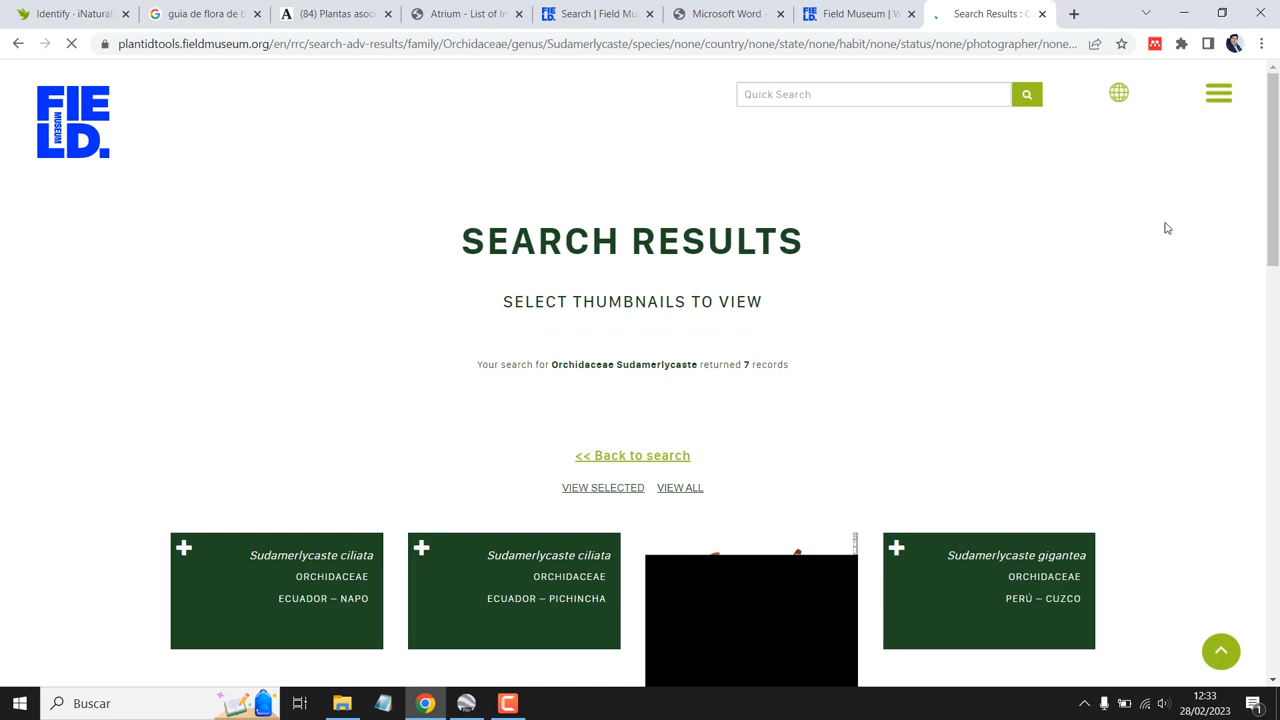 Identify · iNatural
guia de flora de b
(84) Plantas asoc
Atrium - List of In
Search | Field Mu
Microsoft Word -
Field Museum | V
Search Results : C
plantidtools.fieldmuseum.org/en/rrc/search-adv-results/family/Orchidaceae/genus/Sudamerlycaste/species/none/country/none/state/none/habit/none/status/none/photographer/none...
FIELD.
MUSEUM
Quick Search
SEARCH RESULTS
SELECT THUMBNAILS TO VIEW
Your search for Orchidaceae Sudamerlycaste returned 7 records
<< Back to search
VIEW SELECTED VIEW ALL
Sudamerlycaste ciliata
ORCHIDACEAE
ECUADOR – NAPO
Sudamerlycaste ciliata
ORCHIDACEAE
ECUADOR – PICHINCHA
Sudamerlycaste gigantea
ORCHIDACEAE
PERÚ – CUZCO
Buscar
12:33
28/02/2023
1